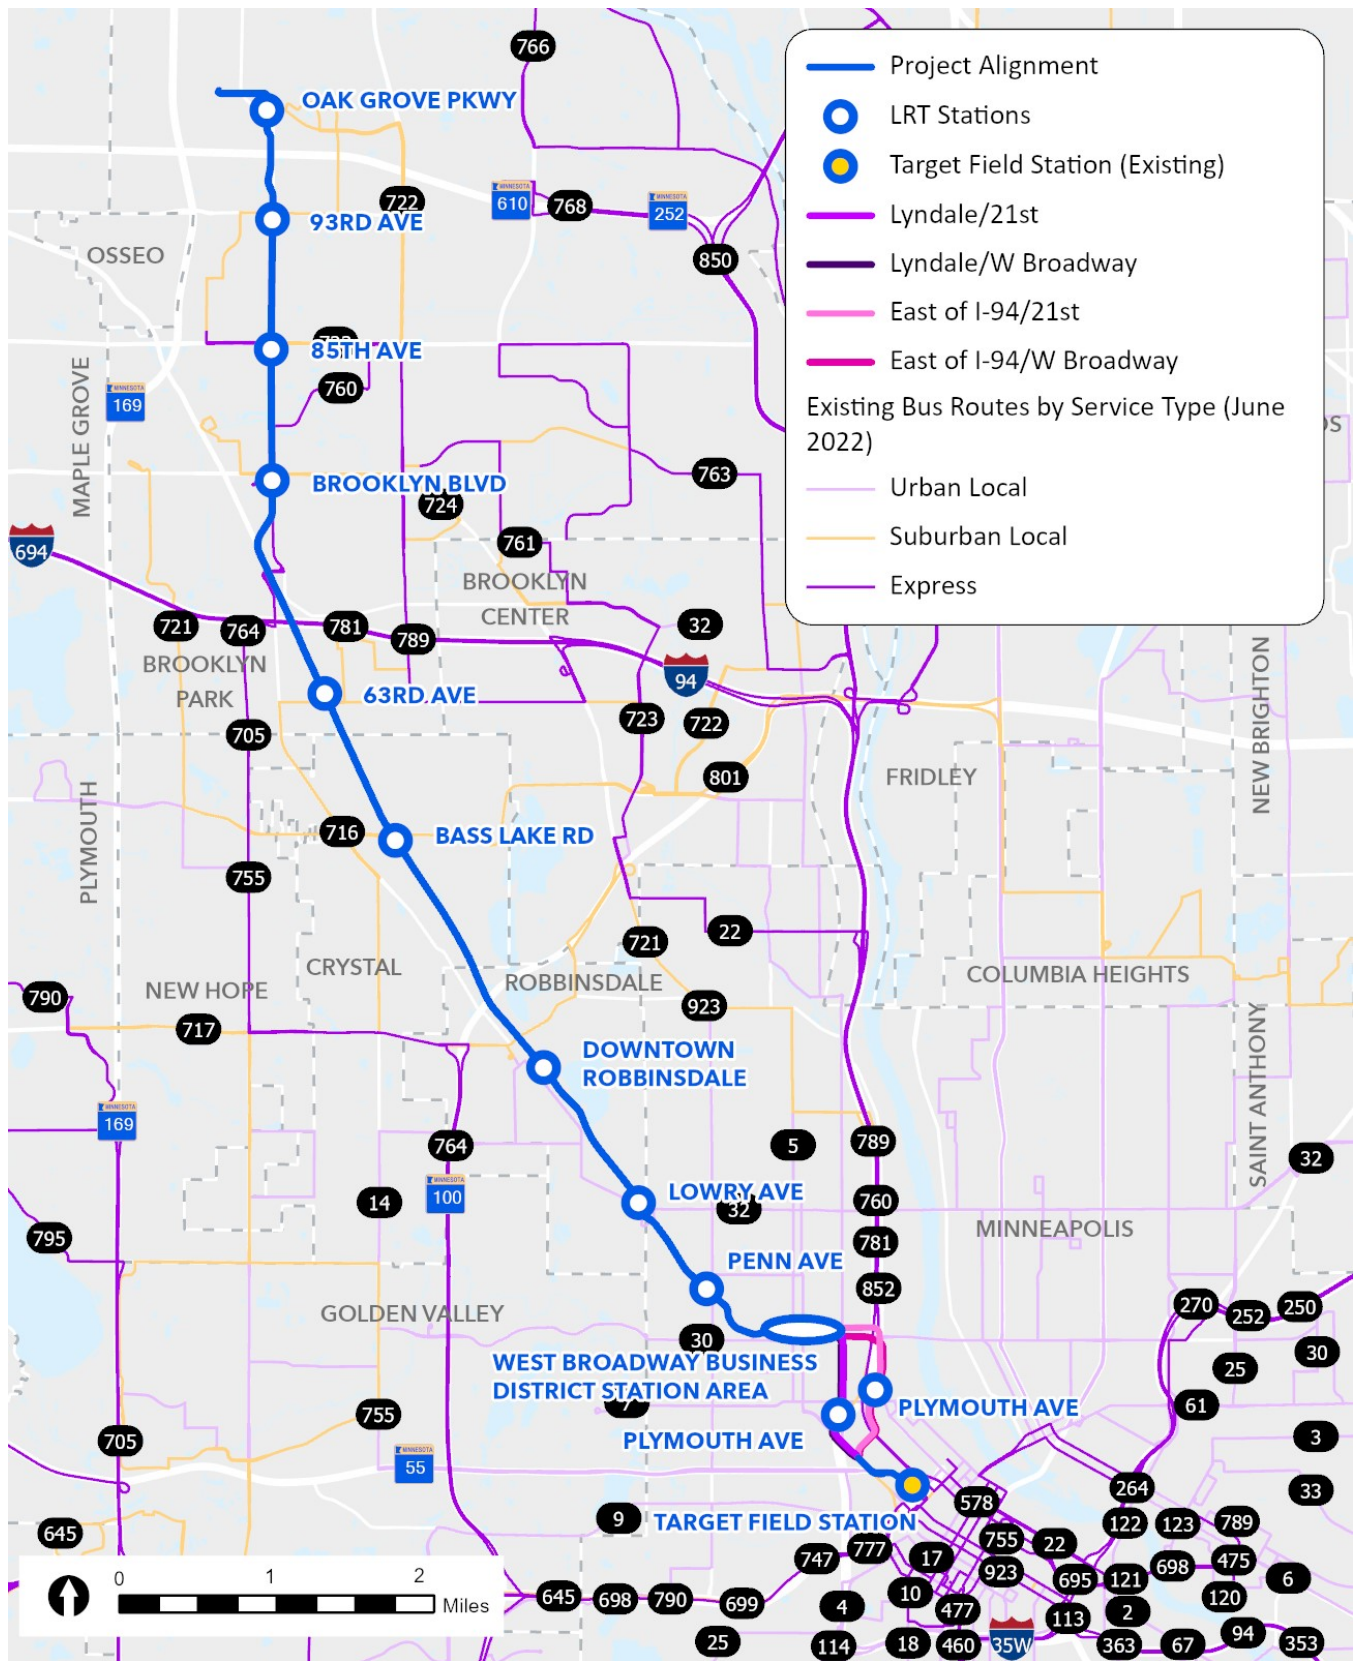 766
OAK GROVE PKWY
722
MINNESOTA
610
768
MINNESOTA
252
93RD AVE
OSSEO
850
85TH AVE
760
MAPLE GROVE
MINNESOTA
169
763
BROOKLYN BLVD
724
694
761
BROOKLYN
CENTER
721
764
781
789
32
BROOKLYN
PARK
94
63RD AVE
723
722
705
801
FRIDLEY
NEW BRIGHTON
PLYMOUTH
716
BASS LAKE RD
755
721
22
CRYSTAL
ROBBINSDALE
COLUMBIA HEIGHTS
790
NEW HOPE
717
923
DOWNTOWN
ROBBINSDALE
SAINT ANTHONY
MINNESOTA
169
764
5
789
32
MINNESOTA
100
14
LOWRY AVE
32
760
MINNEAPOLIS
795
781
PENN AVE
852
GOLDEN VALLEY
270
252
250
30
WEST BROADWAY BUSINESS
DISTRICT STATION AREA
30
25
7
755
PLYMOUTH AVE
61
PLYMOUTH AVE
705
3
MINNESOTA
55
264
33
578
9
TARGET FIELD STATION
122
123
789
645
755
22
777
747
17
923
698
475
695
121
6
10
120
645
698
790
699
4
477
113
2
25
114
18
460
35W
363
67
94
353
0
1
2
Miles
Project Alignment
LRT Stations
Target Field Station (Existing)
Lyndale/21st
Lyndale/W Broadway
East of I-94/21st
East of I-94/W Broadway
Existing Bus Routes by Service Type (June
2022)
Urban Local
Suburban Local
Express